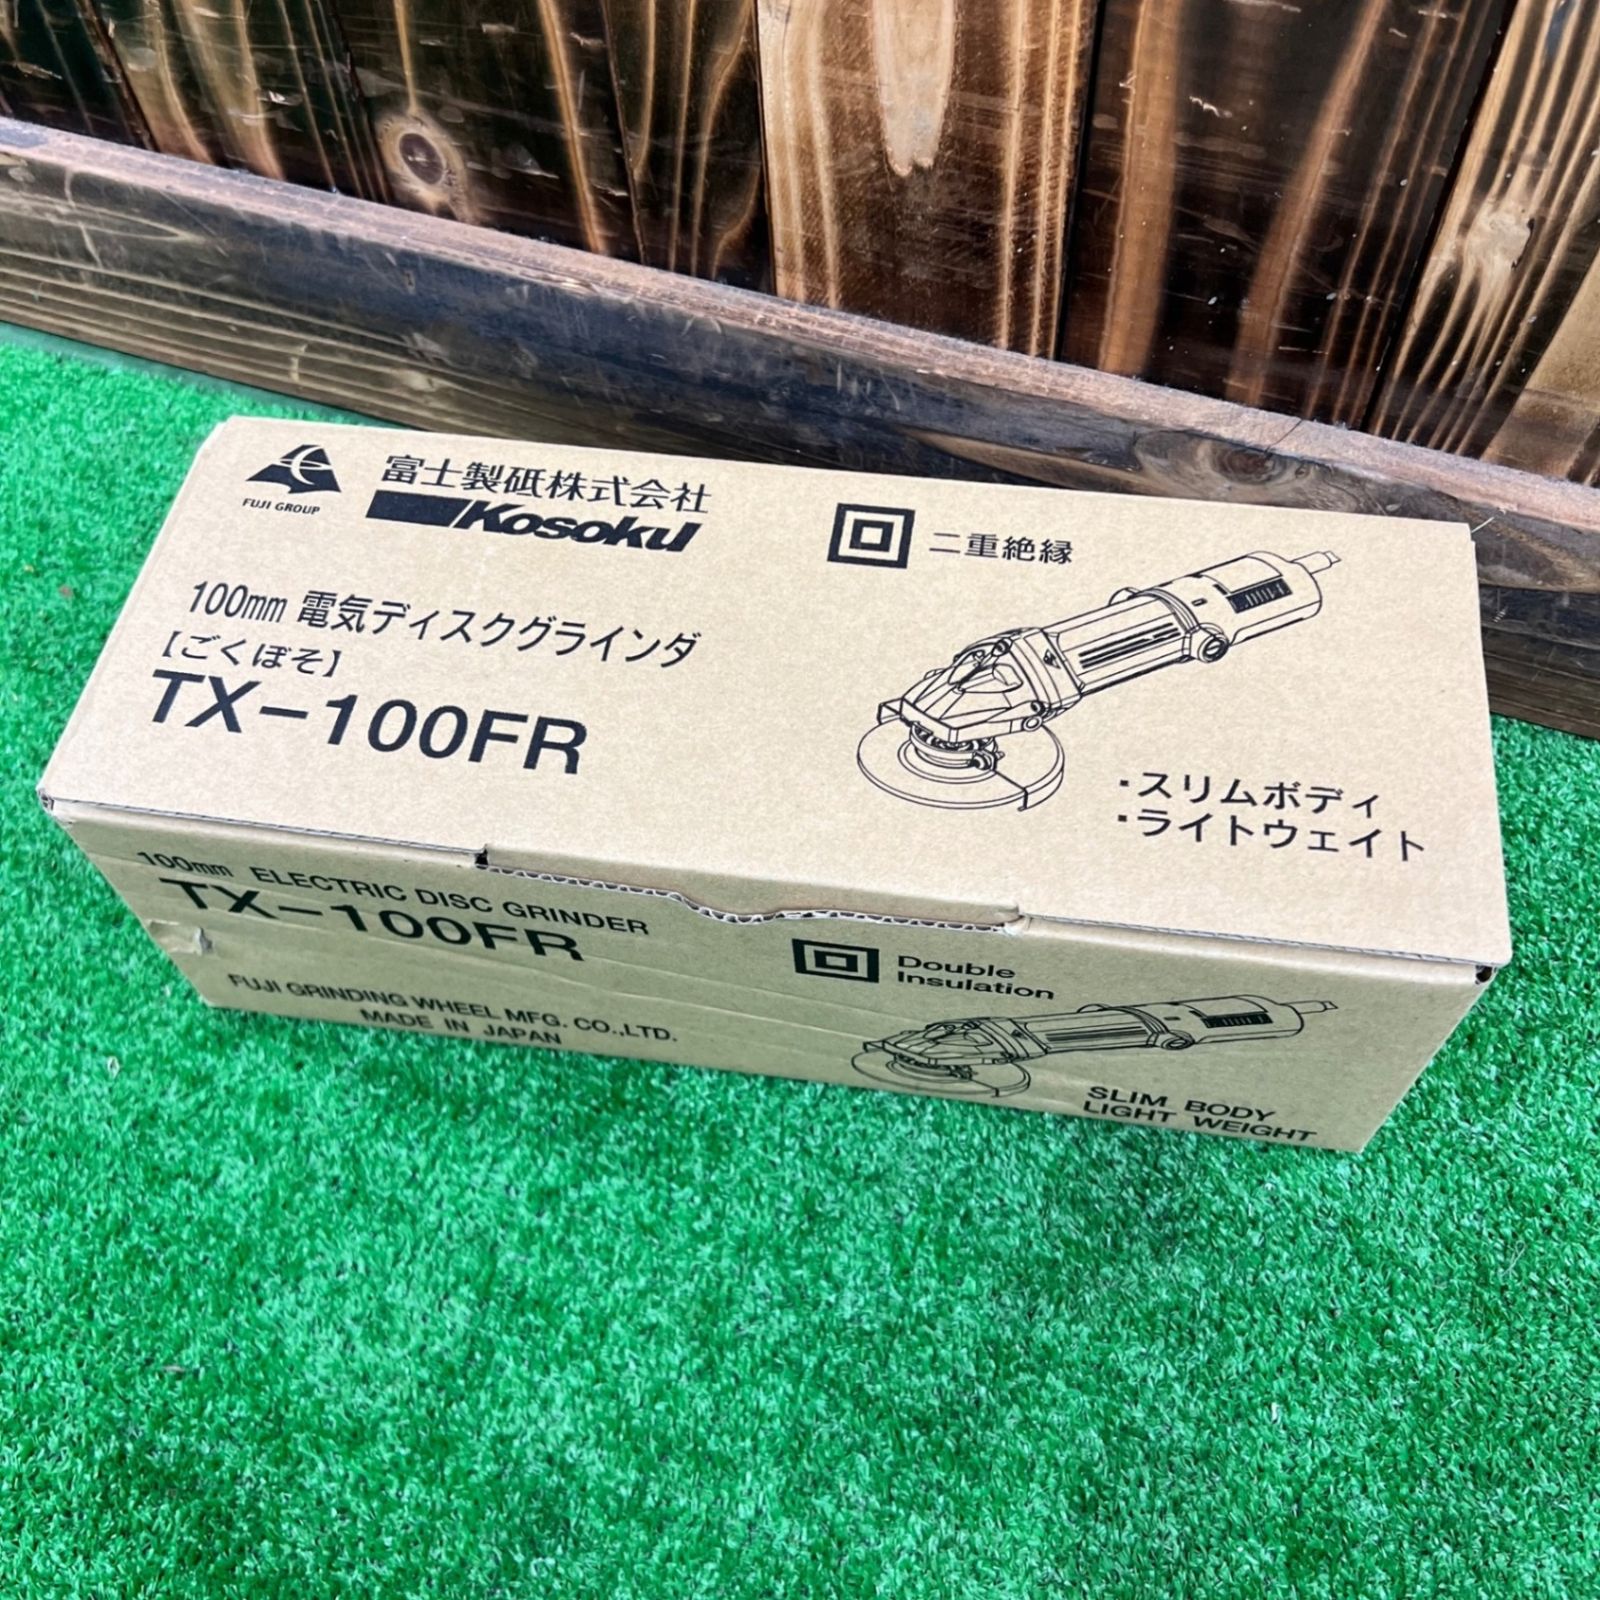 FUJI GROUP
富士製砥株式会社
Kosoku
二重絶縁
100mm 電気ディスクグラインダ
【ごくぼそ】
TX-100FR
・スリムボディ
・ライトウェイト
100mm ELECTRIC DISC GRINDER
TX-100FR
FUJI GRINDING WHEEL MFG. CO.,LTD.
MADE IN JAPAN
Double
Insulation
SLIM BODY
LIGHT WEIGHT